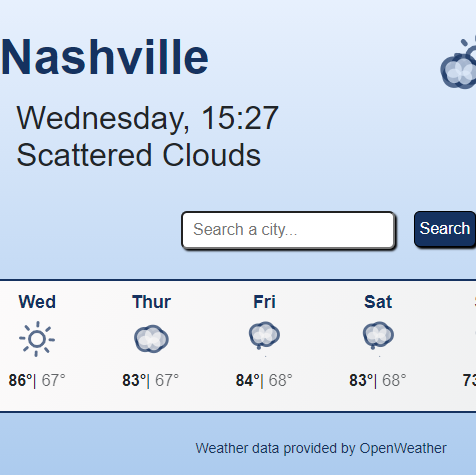 Nashville
Wednesday, 15:27
Scattered Clouds
Search a city...
Search
Wed Thur Fri Sat
86°| 67° 83°| 67° 84°| 68° 83°| 68° 73
Weather data provided by OpenWeather